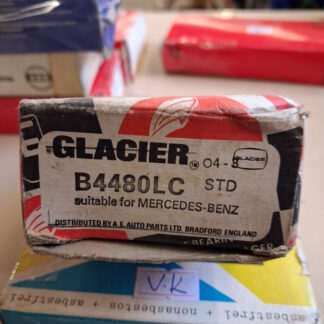 GLACIER 04-3 GLACIER
B4480LC STD
suitable for MERCEDES-BENZ
DISTRIBUTED BY A.E. AUTO PARTS LTD. BRADFORD ENGLAND
V.K
asbestfrei + nonasbestos + asbestfrei